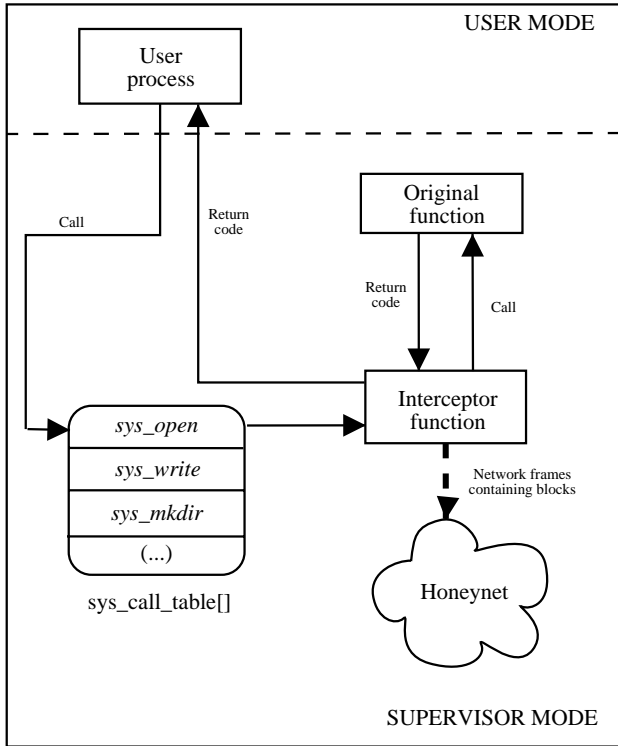 USER MODE
User
process
Call
Return
code
Original
function
Return
code
Call
Interceptor
function
sys_open
sys_write
sys_mkdir
(...)
sys_call_table[]
Network frames
containing blocks
Honeynet
SUPERVISOR MODE